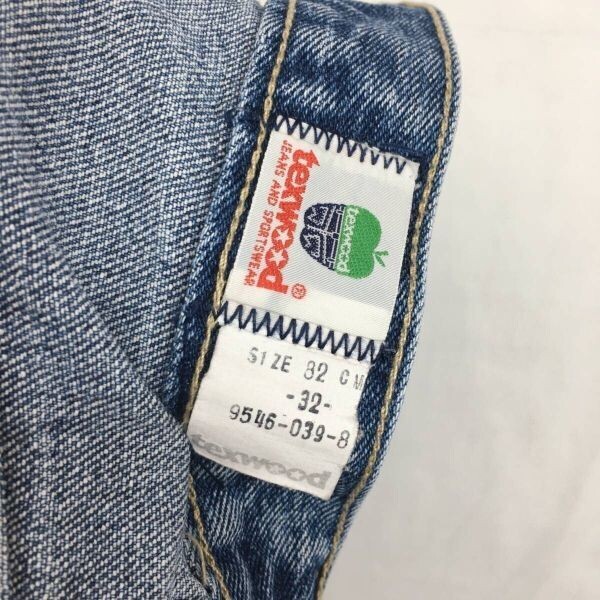 texwood®
JEANS AND SPORTSWEAR
texwood
SIZE 82 CM
-32-
9546-039-8
texwood